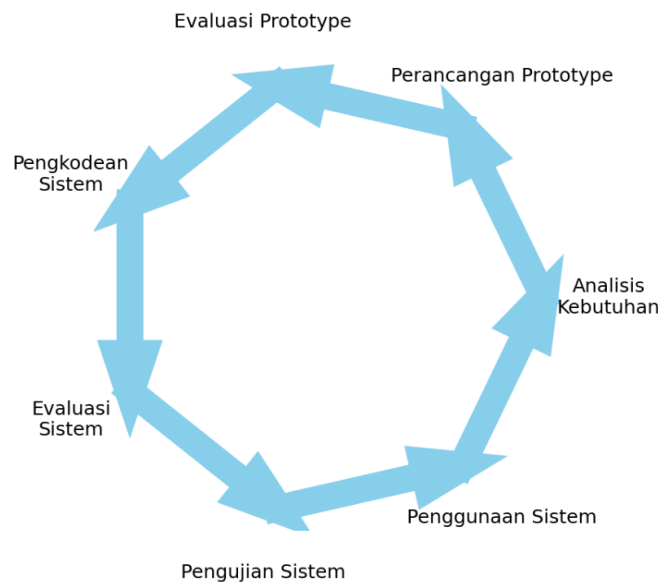 Evaluasi Prototype
Perancangan Prototype
Pengkodean
Sistem
Analisis
Kebutuhan
Evaluasi
Sistem
Penggunaan Sistem
Pengujian Sistem